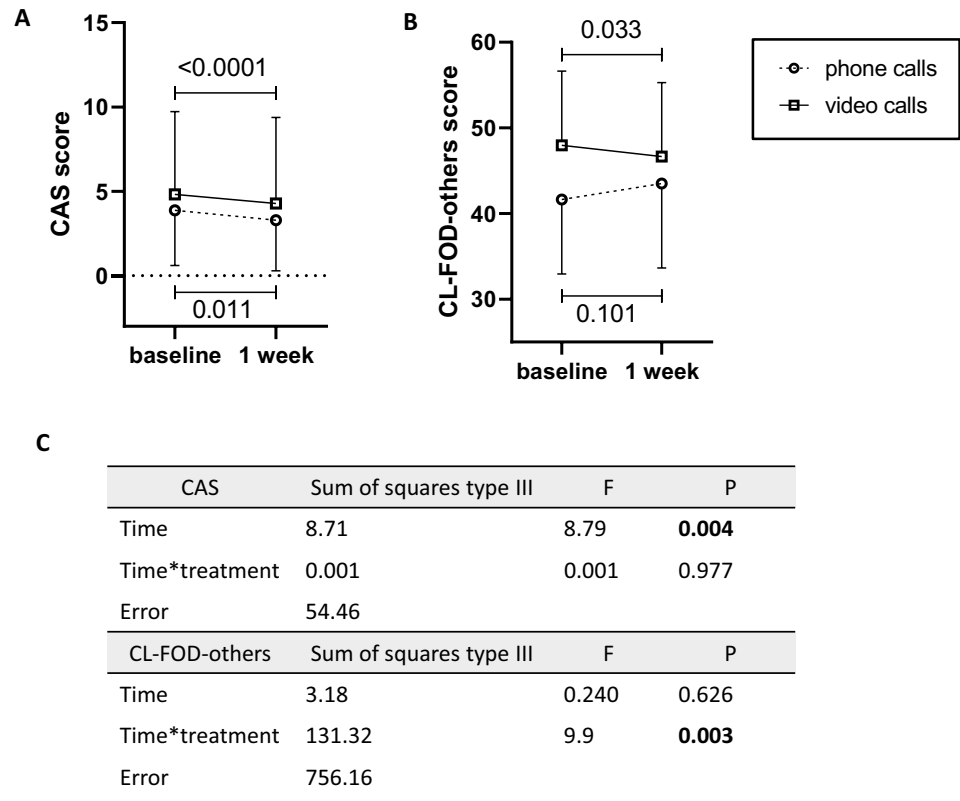 A
CAS score
15
10
5
0
<0.0001
0.011
baseline 1 week
B
CL-FOD-others score
60
50
40
30
0.033
0.101
baseline 1 week
phone calls
video calls
C
CAS Sum of squares type III F P
Time 8.71 8.79 0.004
Time*treatment 0.001 0.001 0.977
Error 54.46
CL-FOD-others Sum of squares type III F P
Time 3.18 0.240 0.626
Time*treatment 131.32 9.9 0.003
Error 756.16